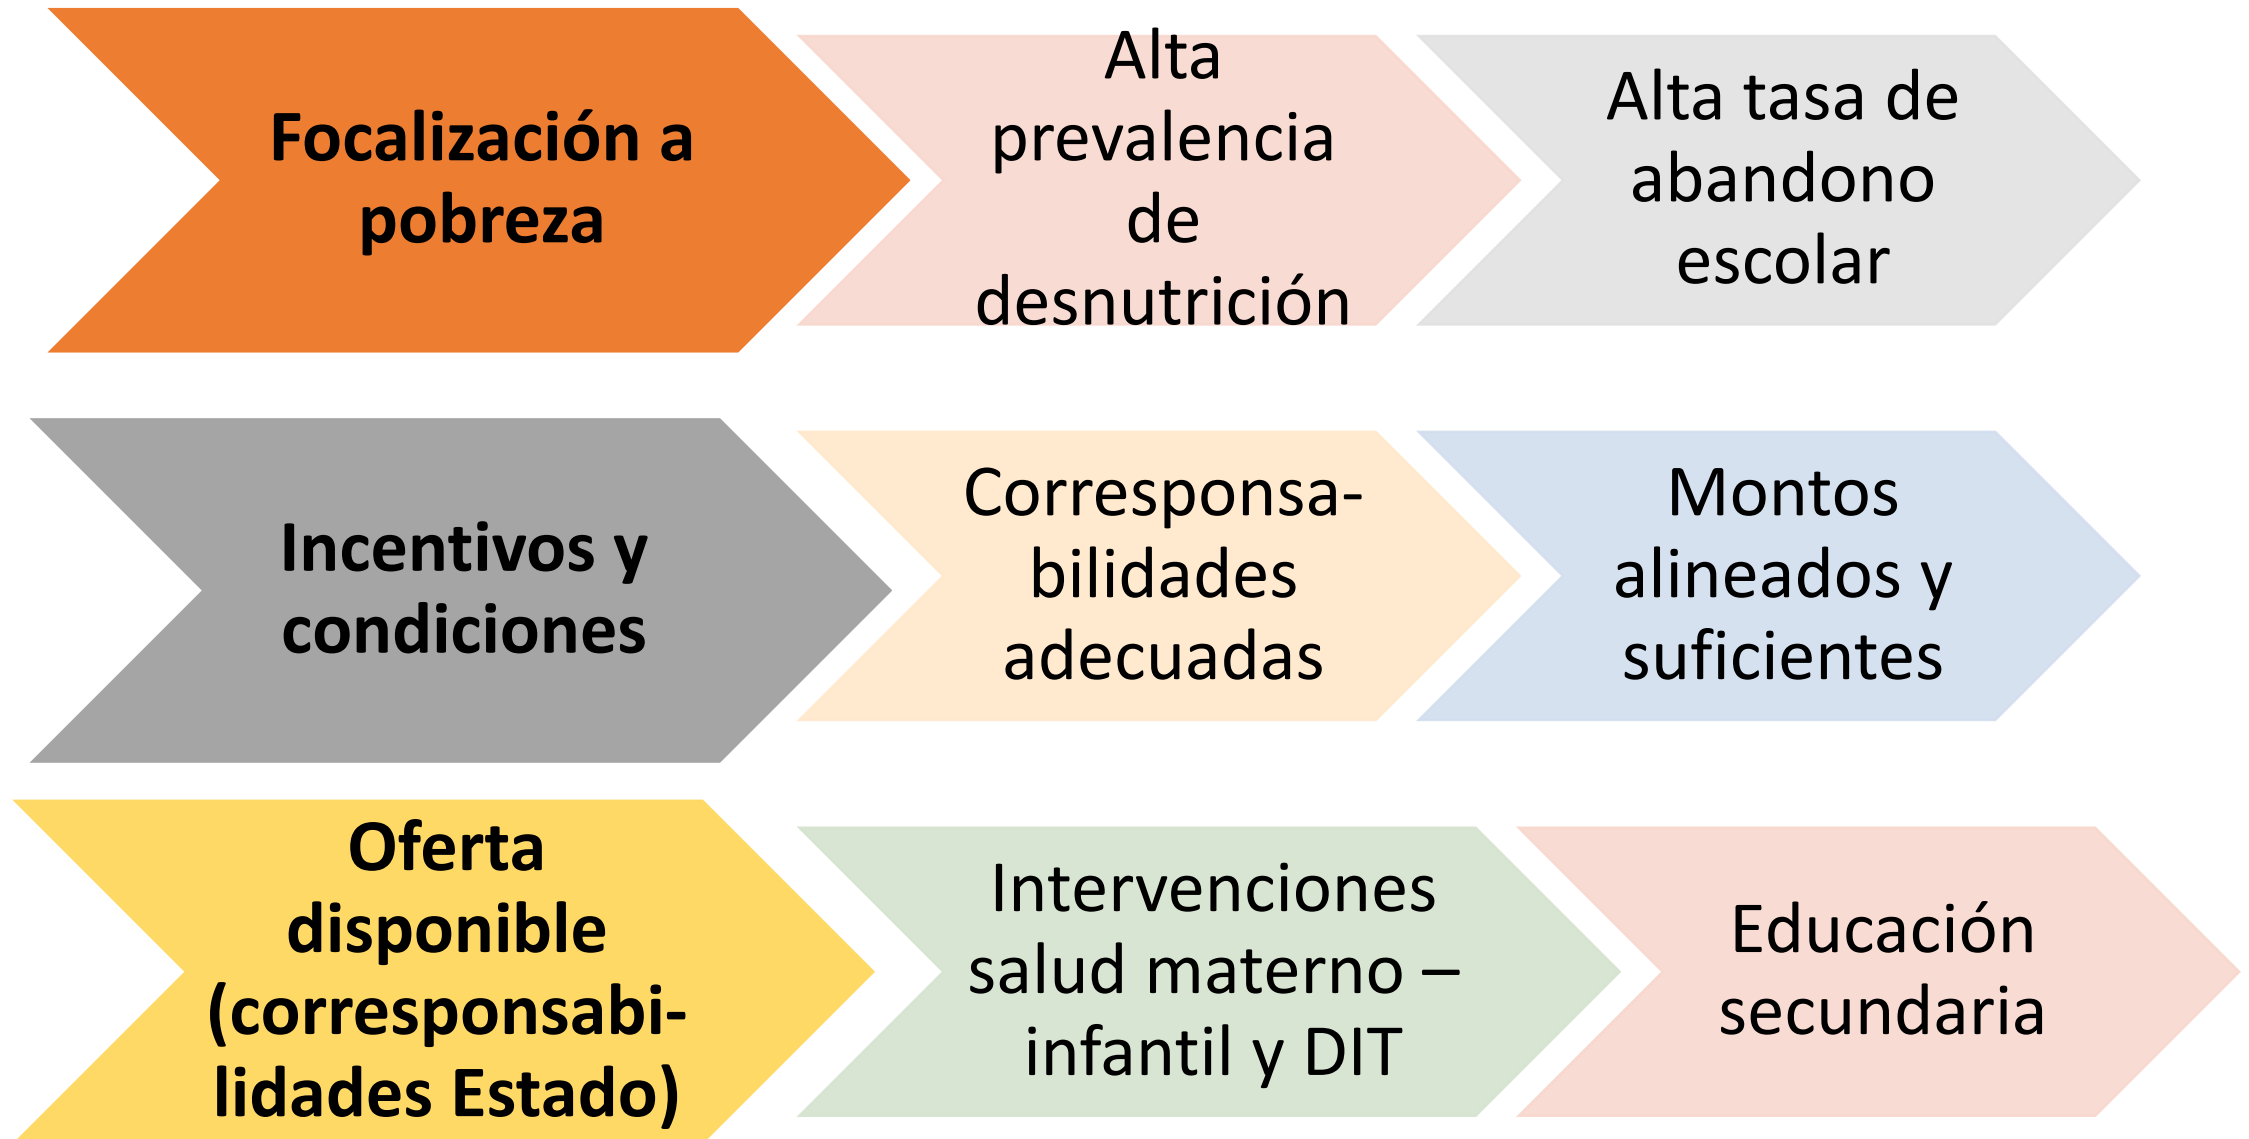 Focalización a
pobreza
Alta
prevalencia
de
desnutrición
Alta tasa de
abandono
escolar
Incentivos y
condiciones
Corresponsa-
bilidades
adecuadas
Montos
alineados y
suficientes
Oferta
disponible
(corresponsabi-
lidades Estado)
Intervenciones
salud materno –
infantil y DIT
Educación
secundaria